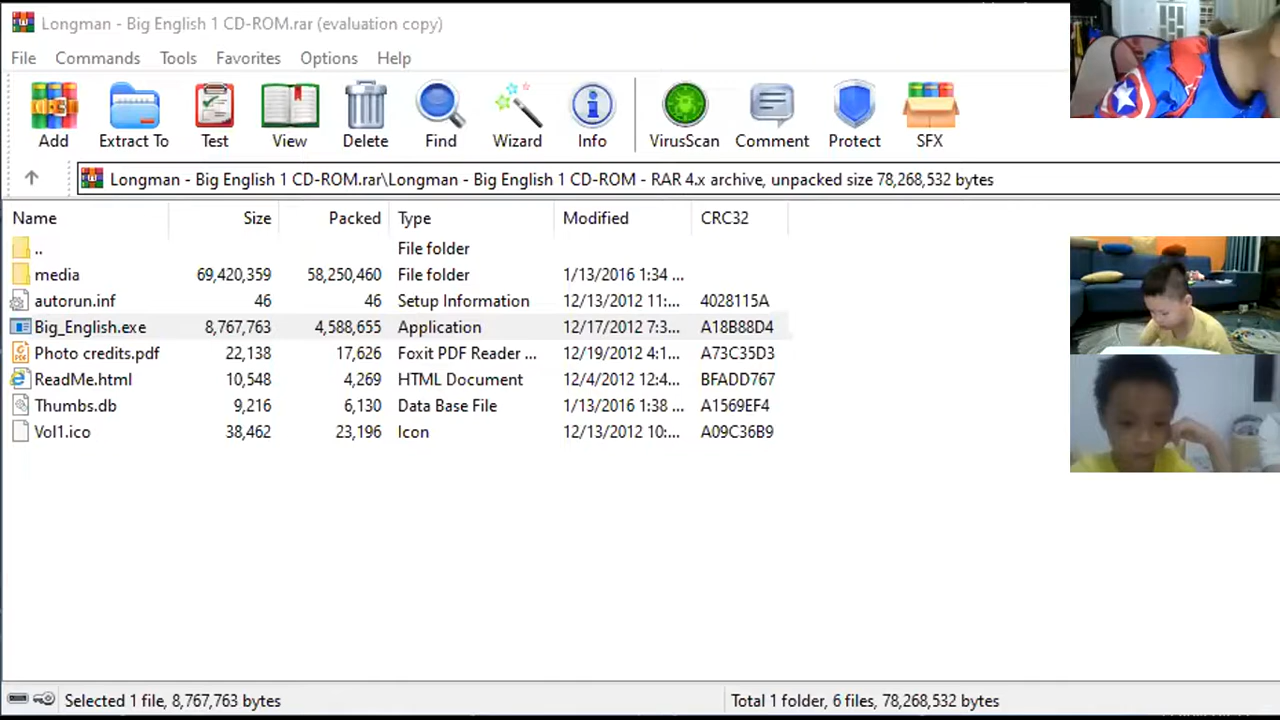 Longman - Big English 1 CD-ROM.rar (evaluation copy)
File Commands Tools Favorites Options Help
Add Extract To Test View Delete Find Wizard Info VirusScan Comment Protect SFX
Longman - Big English 1 CD-ROM.rar\Longman - Big English 1 CD-ROM - RAR 4.x archive, unpacked size 78,268,532 bytes
Name Size Packed Type Modified CRC32
.. File folder
media 69,420,359 58,250,460 File folder 1/13/2016 1:34 ...
autorun.inf 46 46 Setup Information 12/13/2012 11:... 4028115A
Big_English.exe 8,767,763 4,588,655 Application 12/17/2012 7:3... A18B88D4
Photo credits.pdf 22,138 17,626 Foxit PDF Reader ... 12/19/2012 4:1... A73C35D3
ReadMe.html 10,548 4,269 HTML Document 12/4/2012 12:4... BFADD767
Thumbs.db 9,216 6,130 Data Base File 1/13/2016 1:38 ... A1569EF4
Vol1.ico 38,462 23,196 Icon 12/13/2012 10:... A09C36B9
Selected 1 file, 8,767,763 bytes Total 1 folder, 6 files, 78,268,532 bytes